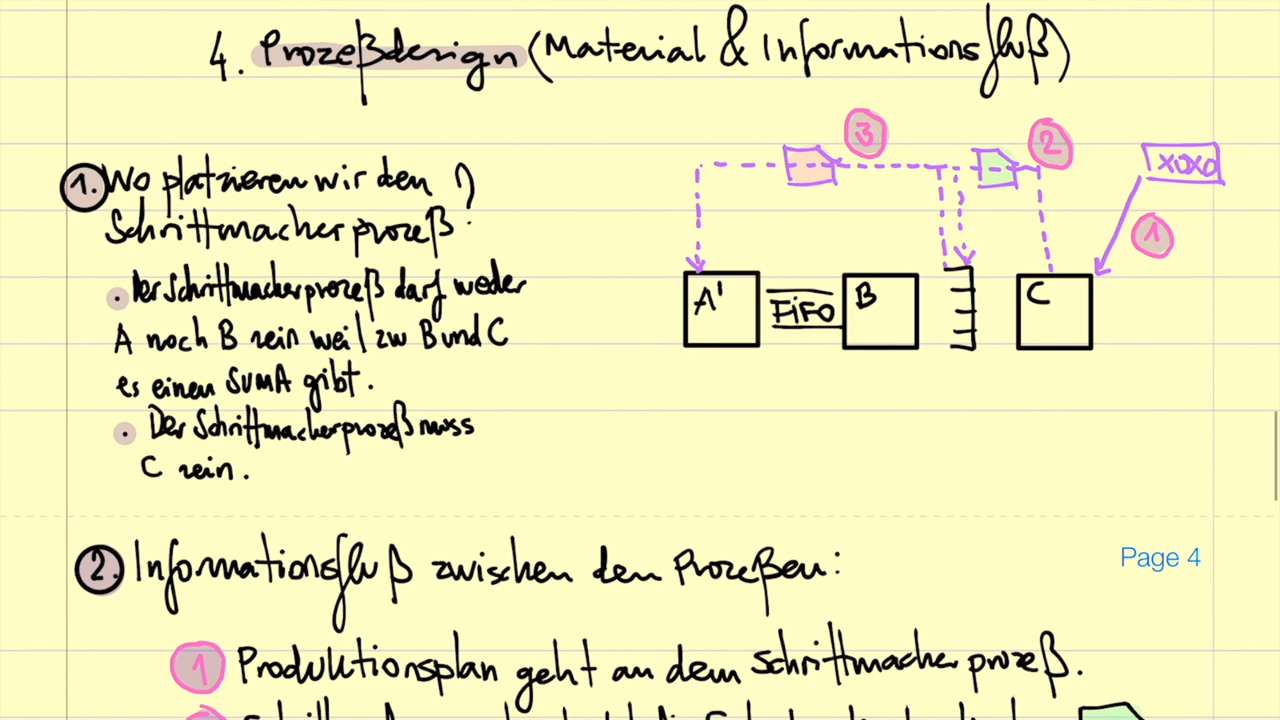 4. Prozeßdesign (Material & Informationsfluß)
3
2
XOXO
1. Wo platzieren wir den
Schrittmacherprozeß?
1
• Der Schrittmacherprozeß darf weder
A noch B rein weil zw B und C
es einen SUMA gibt.
A'
FiFO
B
C
• Der Schrittmacherprozeß muss
C rein.
2. Informationsfluß zwischen den Prozeßen:
Page 4
1 Produktionsplan geht an dem Schrittmacherprozeß.